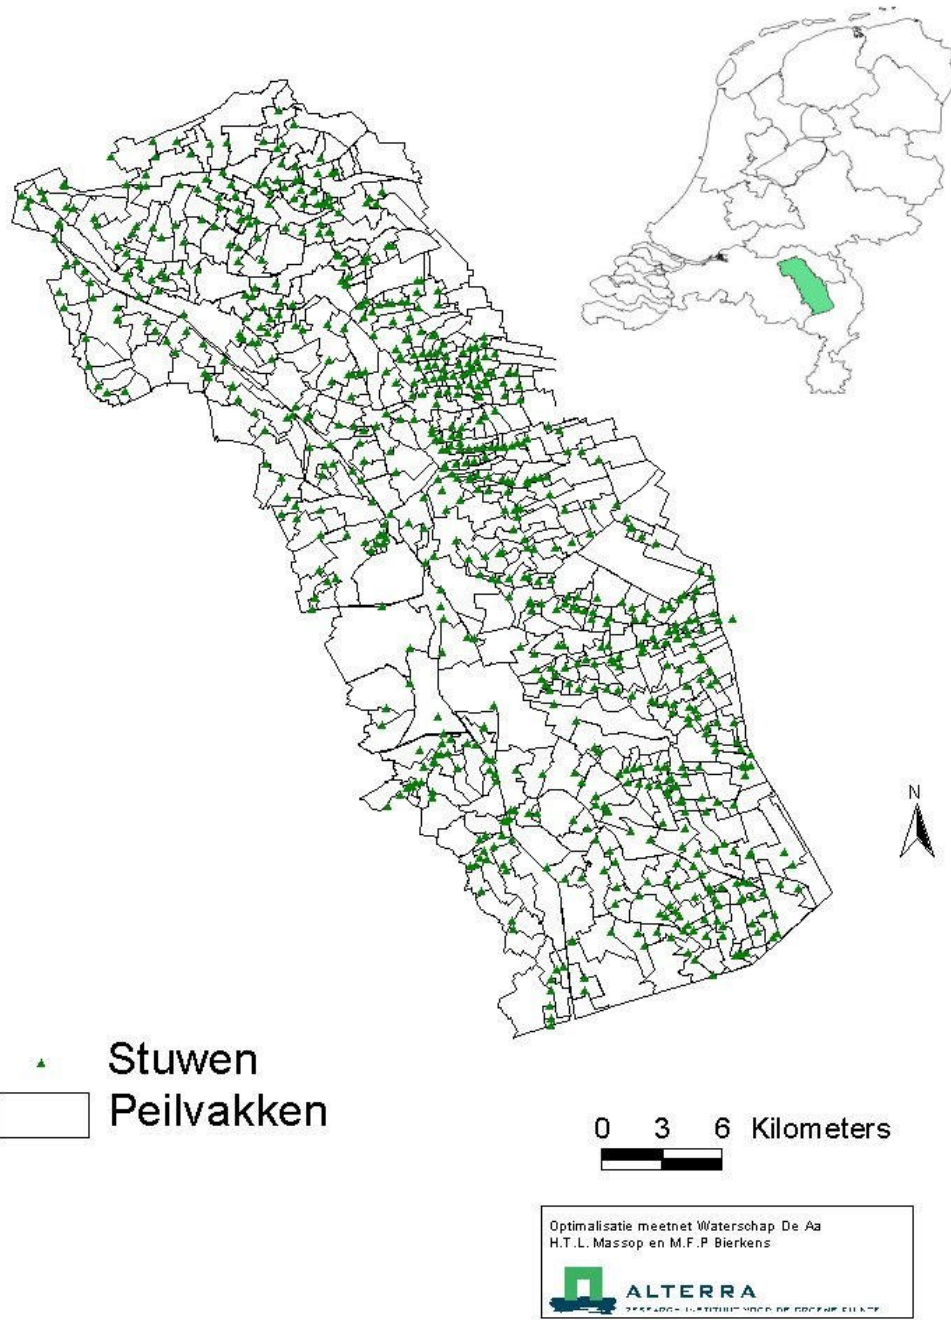 N
Stuwen
Peilvakken
0 3 6 Kilometers
Optimalisatie meetnet Waterschap De Aa
H.T.L. Massop en M.F.P Bierkens
ALTERRA